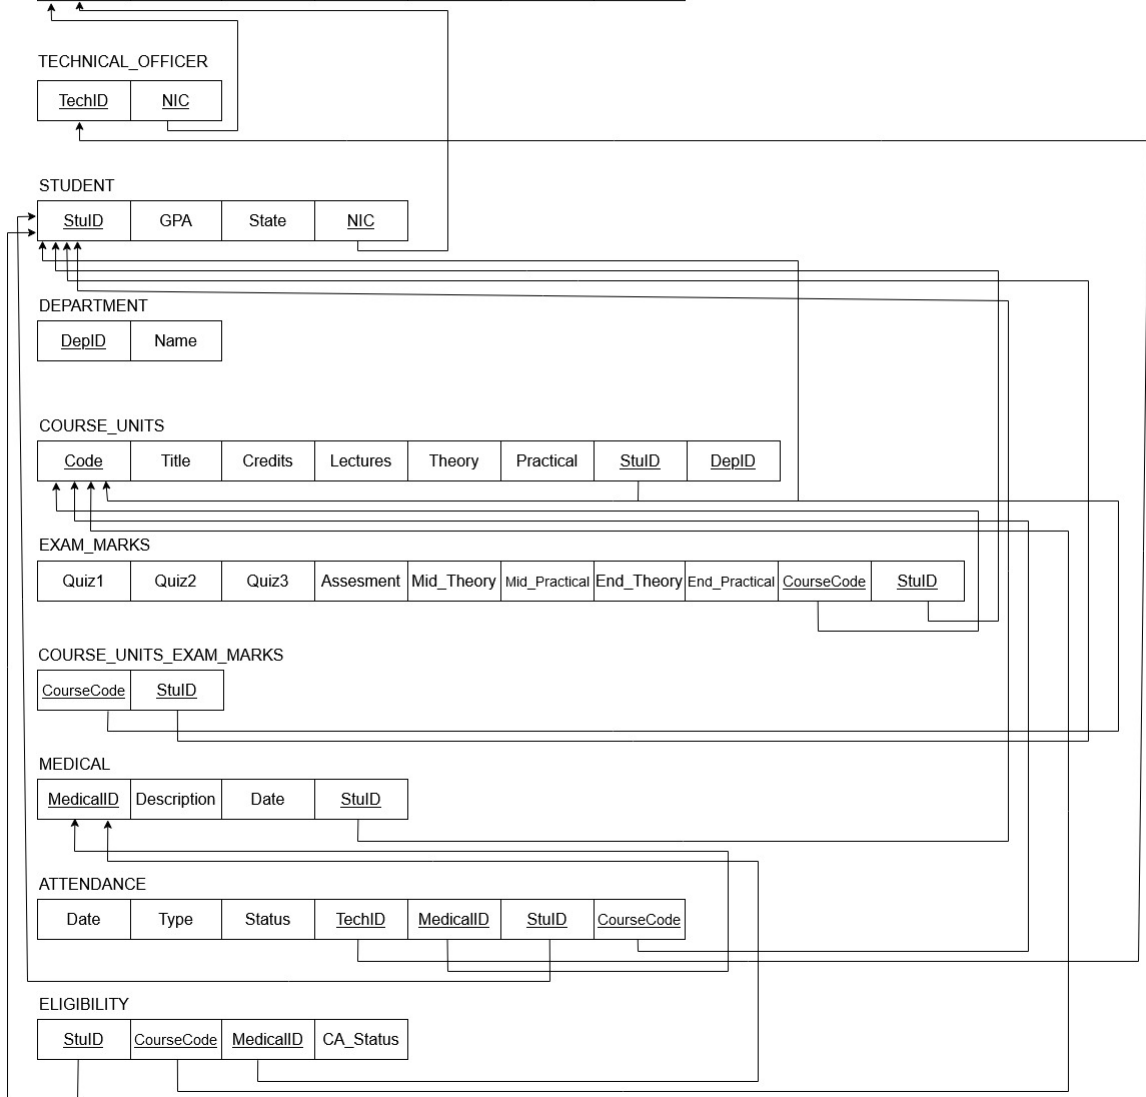 TECHNICAL_OFFICER
TechID NIC
STUDENT
StuID GPA State NIC
DEPARTMENT
DepID Name
COURSE_UNITS
Code Title Credits Lectures Theory Practical StuID DepID
EXAM_MARKS
Quiz1 Quiz2 Quiz3 Assesment Mid_Theory Mid_Practical End_Theory End_Practical CourseCode StuID
COURSE_UNITS_EXAM_MARKS
CourseCode StuID
MEDICAL
MedicalID Description Date StuID
ATTENDANCE
Date Type Status TechID MedicalID StuID CourseCode
ELIGIBILITY
StuID CourseCode MedicalID CA_Status